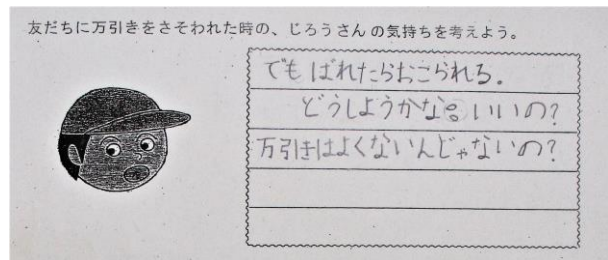 友だちに万引きをさそわれた時の、じろうさんの気持ちを考えよう。
でもばれたらおこられる。
どうしようかな。いいの?
万引きはよくないんじゃないの?